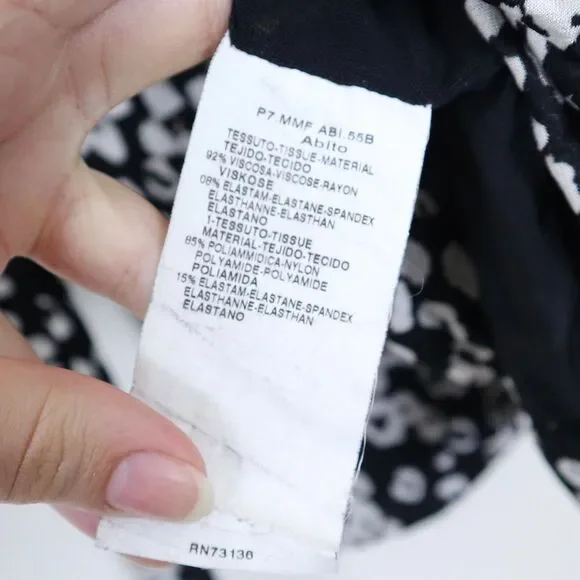 P7 MMF ABI 55B
Abito
TESSUTO-TISSUE-MATERIAL
TEJIDO-TECIDO
92% VISCOSA-VISCOSE-RAYON
VISKOSE
08% ELASTAM-ELASTANE-SPANDEX
ELASTHANNE-ELASTHAN
ELASTANO
1-TESSUTO-TISSUE
MATERIAL-TEJIDO-TECIDO
85% POLIAMMIDICA-NYLON
POLYAMIDE-POLYAMIDE
POLIAMIDA
15% ELASTAM-ELASTANE-SPANDEX
ELASTHANNE-ELASTHAN
ELASTANO
RN73136